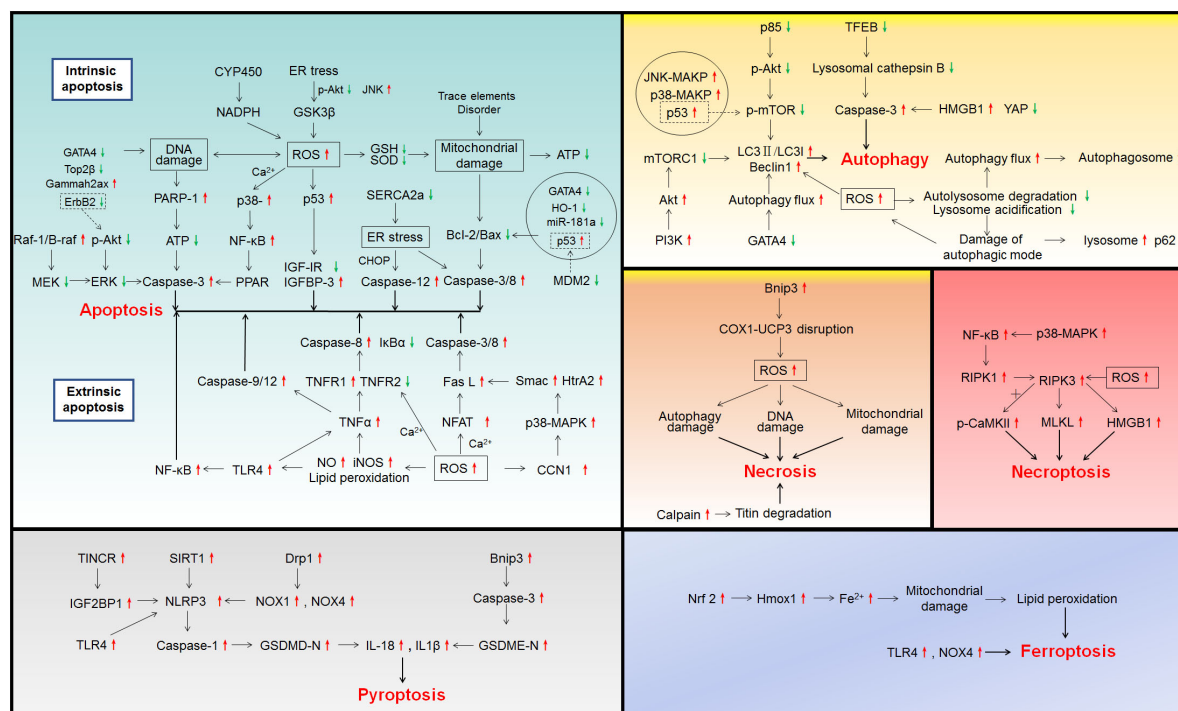 Intrinsic
apoptosis
CYP450
ER tress
p-Akt ↓ JNK ↑
NADPH
GSK3β
Trace elements
Disorder
GATA4 ↓
Top2β ↓
Gammah2ax ↑
ErbB2 ↓
DNA
damage
ROS ↑
GSH ↓
SOD ↓
Mitochondrial
damage
ATP ↓
Ca²⁺
PARP-1 ↑
p38- ↑
p53 ↑
SERCA2a ↓
GATA4 ↓
HO-1 ↓
miR-181a ↓
p53 ↑
Raf-1/B-raf ↑
p-Akt ↓
ATP ↓
NF-κB ↑
ER stress
Bcl-2/Bax ↓
CHOP
IGF-IR ↓
IGFBP-3 ↑
MEK ↓
ERK ↓
Caspase-3 ↑
PPAR
Caspase-12 ↑
Caspase-3/8 ↑
MDM2 ↓
Apoptosis
Extrinsic
apoptosis
Caspase-8 ↑
IκBα ↓
Caspase-3/8 ↑
Caspase-9/12 ↑
TNFR1 ↑
TNFR2 ↓
Fas L ↑
Smac ↑
HtrA2 ↑
TNFα ↑
NFAT ↑
p38-MAPK ↑
Ca²⁺
Ca²⁺
NF-κB ↑
TLR4 ↑
NO ↑ iNOS ↑
Lipid peroxidation
ROS ↑
CCN1 ↑
p85 ↓
TFEB ↓
JNK-MAKP ↑
p38-MAKP ↑
p53 ↑
p-Akt ↓
Lysosomal cathepsin B ↓
p-mTOR ↓
Caspase-3 ↑
HMGB1 ↑
YAP ↓
mTORC1 ↓
LC3Ⅱ/LC3I ↑
Beclin1 ↑
Autophagy
Autophagy flux ↑
Autophagosome ↑
Akt ↑
Autophagy flux ↑
ROS ↑
Autolysosome degradation ↓
Lysosome acidification ↓
PI3K ↑
GATA4 ↓
Damage of
autophagic mode
lysosome ↑ p62 ↑
Bnip3 ↑
COX1-UCP3 disruption
ROS ↑
Autophagy
damage
DNA
damage
Mitochondrial
damage
Necrosis
Calpain ↑
Titin degradation
NF-κB ↑
p38-MAPK ↑
RIPK1 ↑
RIPK3 ↑
ROS ↑
p-CaMKII ↑
MLKL ↑
HMGB1 ↑
Necroptosis
TINCR ↑
SIRT1 ↑
Drp1 ↑
Bnip3 ↑
IGF2BP1 ↑
NLRP3 ↑
NOX1 ↑ , NOX4 ↑
Caspase-3 ↑
TLR4 ↑
Caspase-1 ↑
GSDMD-N ↑
IL-18 ↑ , IL1β ↑
GSDME-N ↑
Pyroptosis
Nrf 2 ↑
Hmox1 ↑
Fe²⁺ ↑
Mitochondrial
damage
Lipid peroxidation
TLR4 ↑ , NOX4 ↑
Ferroptosis